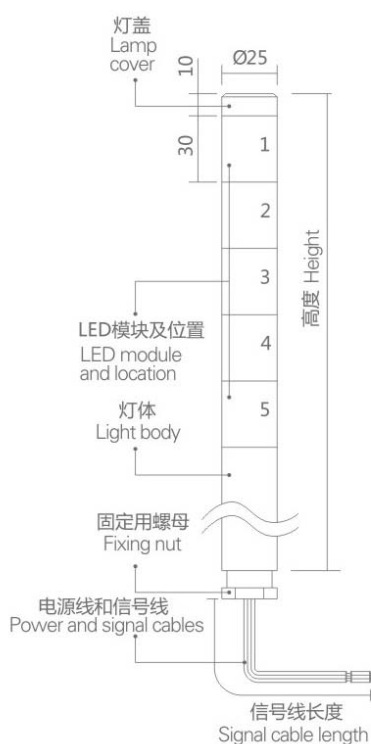 灯盖
Lamp
cover
10
Ø25
30
1
2
3
4
5
高度 Height
LED模块及位置
LED module
and location
灯体
Light body
固定用螺母
Fixing nut
电源线和信号线
Power and signal cables
信号线长度
Signal cable length